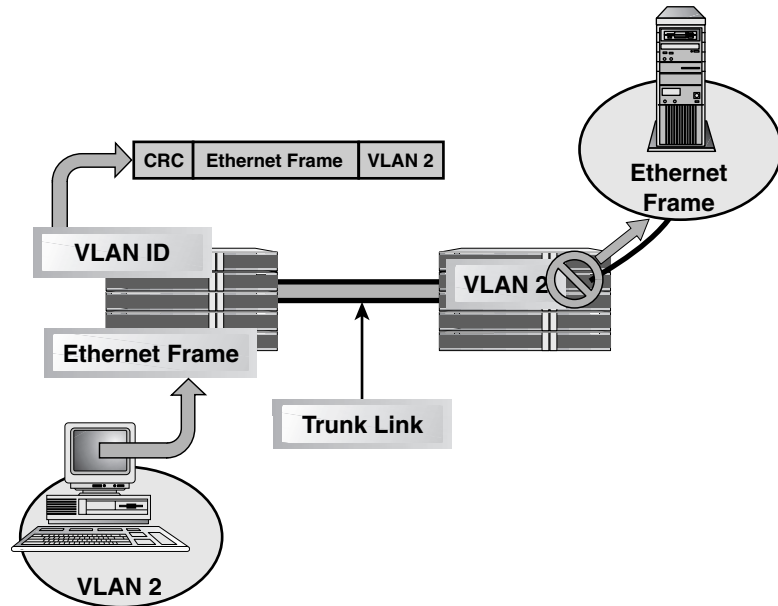 CRC Ethernet Frame VLAN 2
Ethernet
Frame
VLAN ID
VLAN 2
Ethernet Frame
Trunk Link
VLAN 2